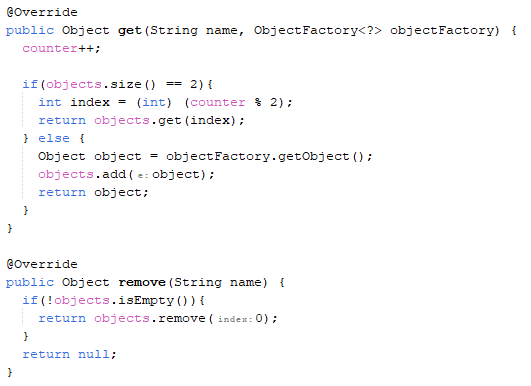 @Override
public Object get(String name, ObjectFactory<?> objectFactory) {
  counter++;

  if(objects.size() == 2){
    int index = (int) (counter % 2);
    return objects.get(index);
  } else {
    Object object = objectFactory.getObject();
    objects.add( e: object);
    return object;
  }
}

@Override
public Object remove(String name) {
  if(!objects.isEmpty()){
    return objects.remove( index: 0);
  }
  return null;
}